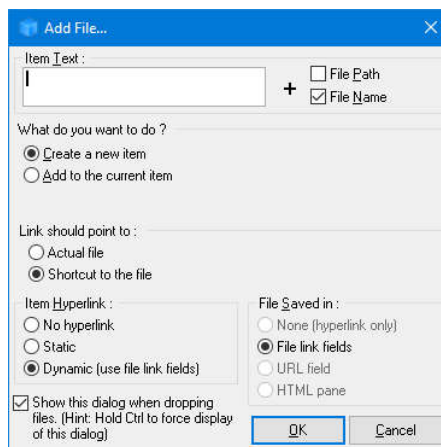 Add File...
Item Text :
+
File Path
File Name
What do you want to do ?
Create a new item
Add to the current item
Link should point to :
Actual file
Shortcut to the file
Item Hyperlink :
No hyperlink
Static
Dynamic (use file link fields)
File Saved in :
None (hyperlink only)
File link fields
URL field
HTML pane
Show this dialog when dropping
files. (Hint: Hold Ctrl to force display
of this dialog)
OK
Cancel